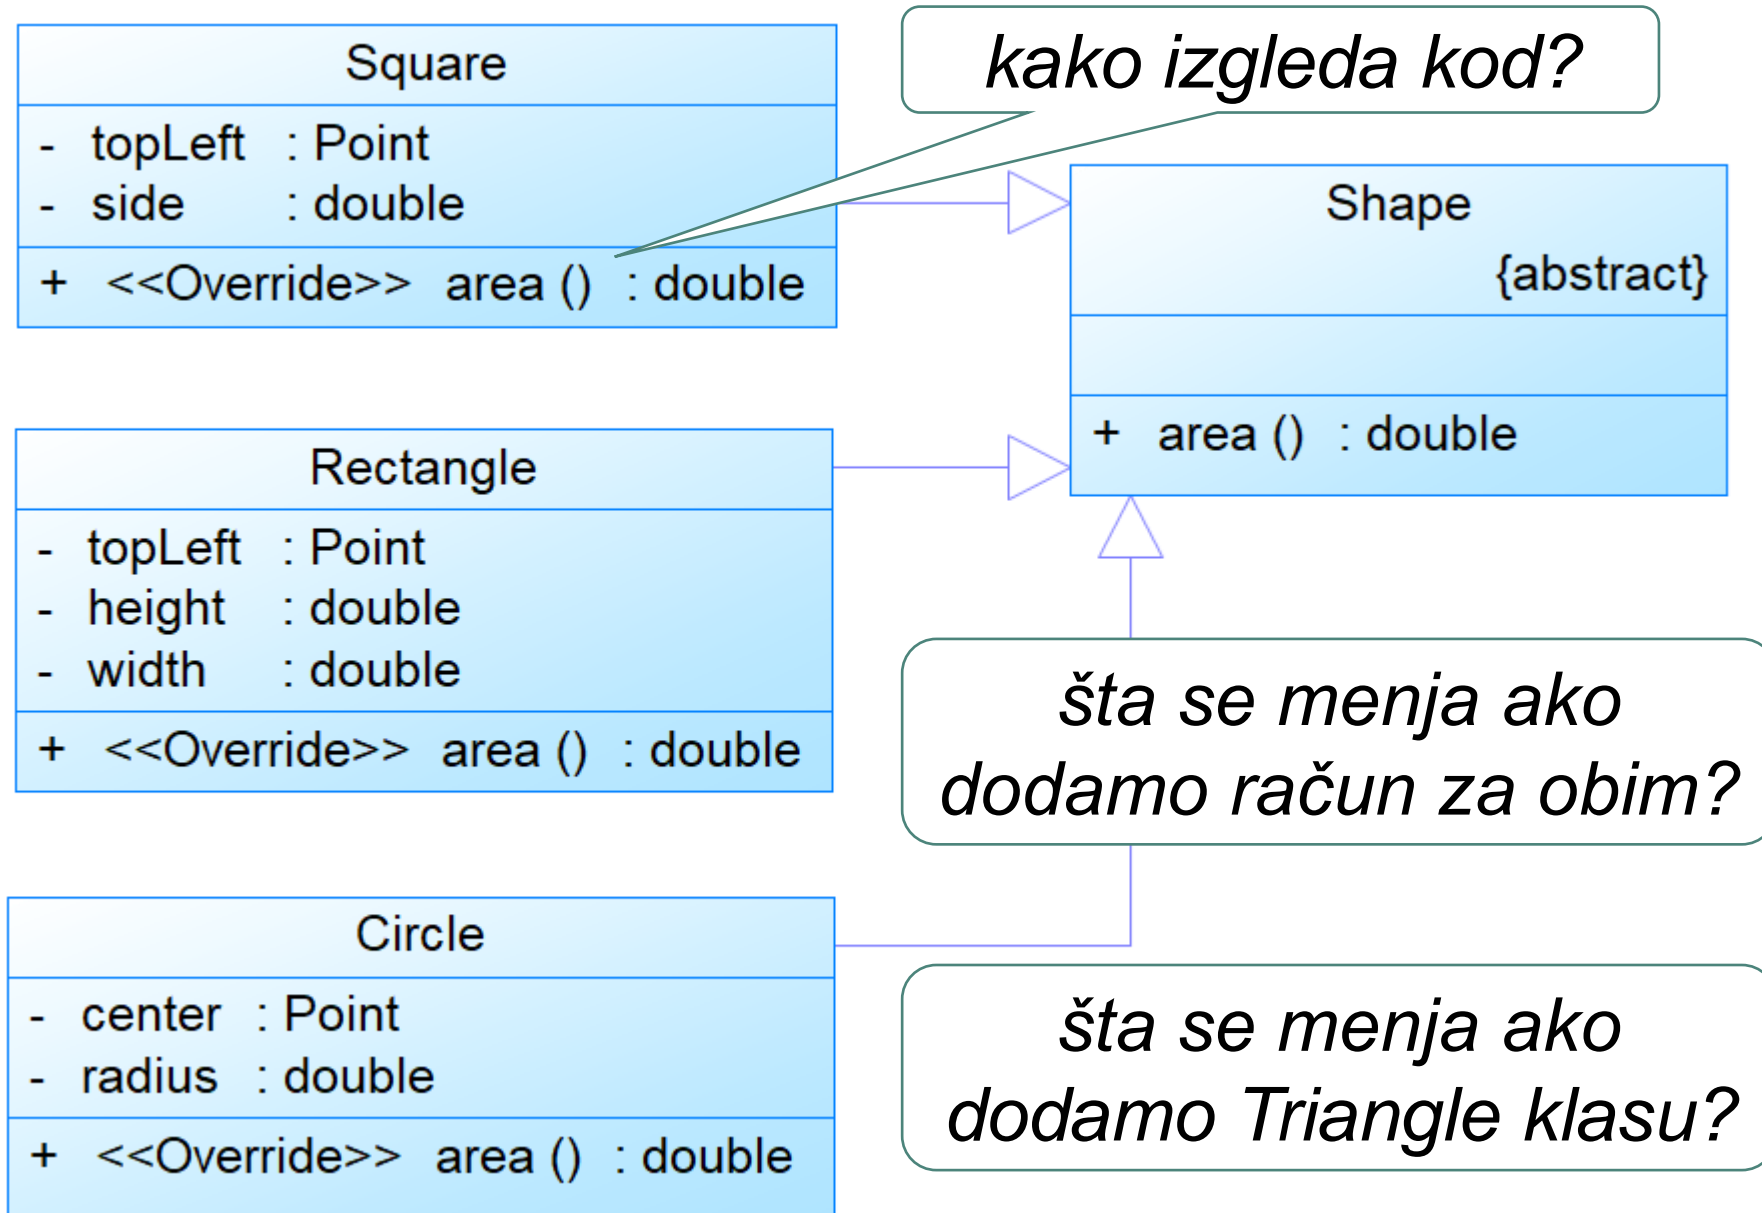 Square
- topLeft : Point
- side : double
+ <<Override>> area () : double
kako izgleda kod?
Shape
{abstract}
+ area () : double
Rectangle
- topLeft : Point
- height : double
- width : double
+ <<Override>> area () : double
šta se menja ako
dodamo račun za obim?
Circle
- center : Point
- radius : double
+ <<Override>> area () : double
šta se menja ako
dodamo Triangle klasu?